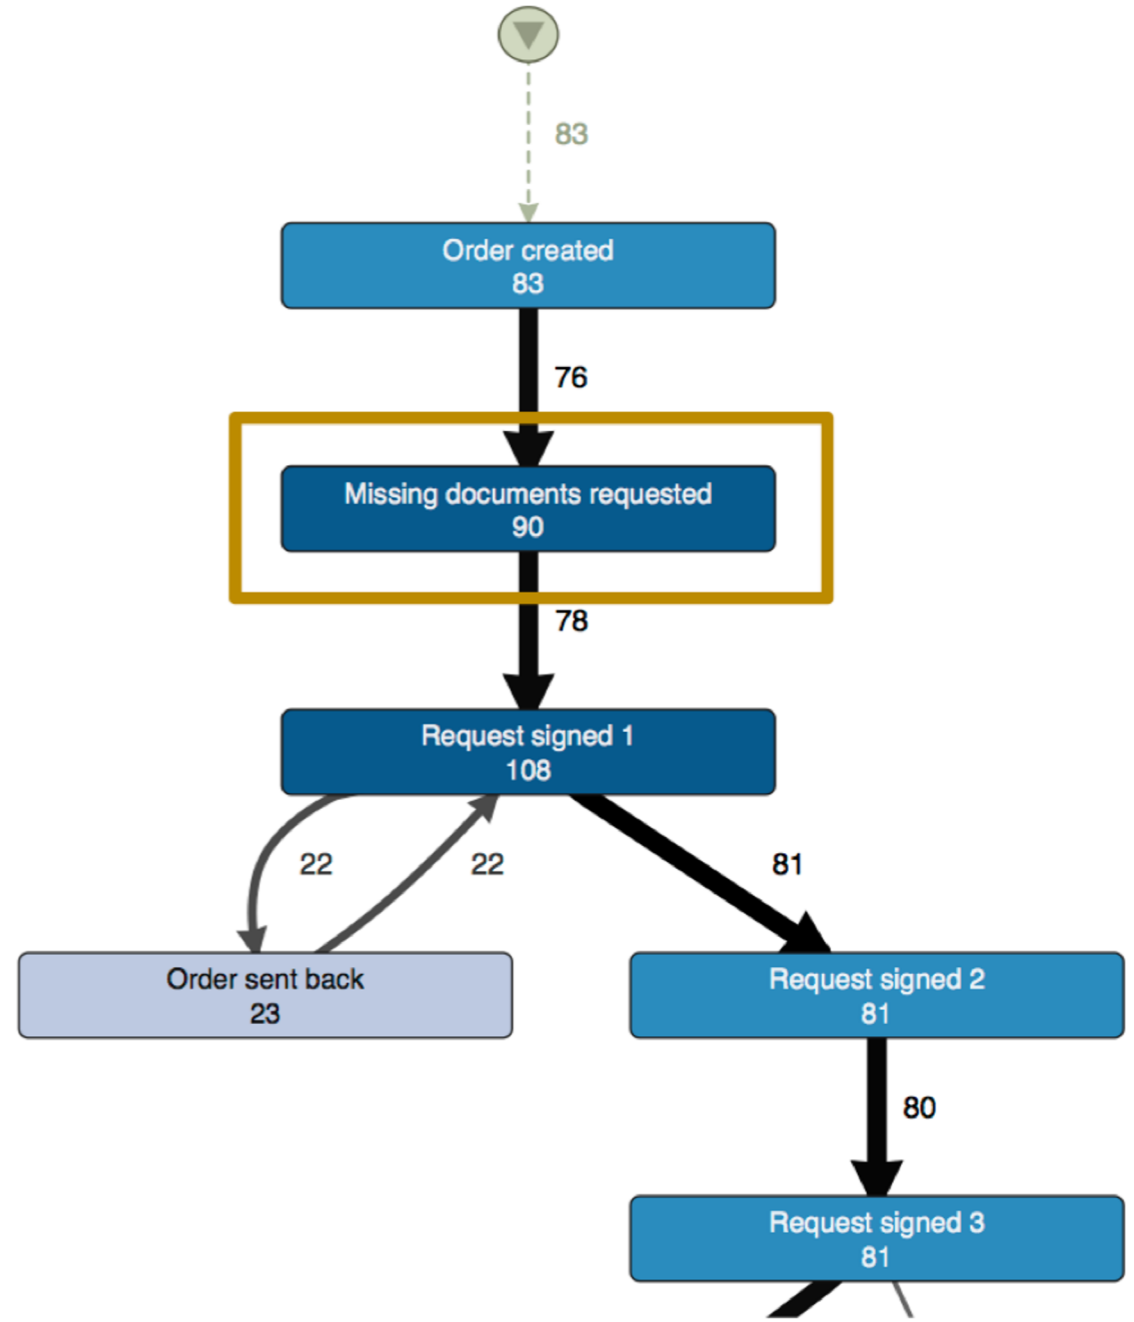 83
Order created
83
76
Missing documents requested
90
78
Request signed 1
108
22
22
81
Order sent back
23
Request signed 2
81
80
Request signed 3
81